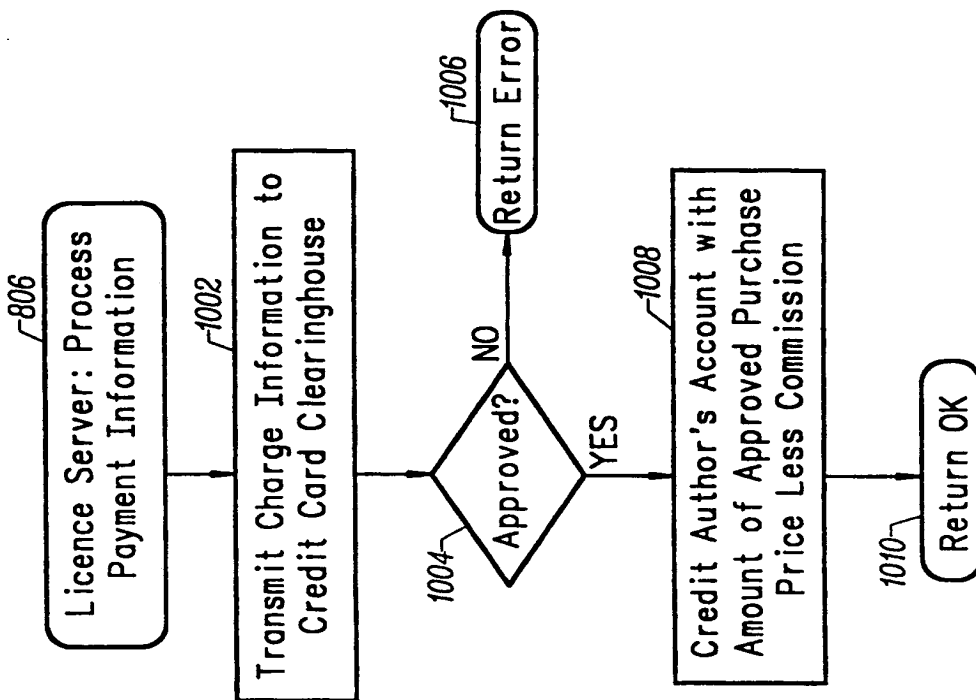 806
Licence Server: Process
Payment Information
1002
Transmit Charge Information to
Credit Card Clearinghouse
1004
Approved?
NO
1006
Return Error
YES
1008
Credit Author's Account with
Amount of Approved Purchase
Price Less Commission
1010
Return OK